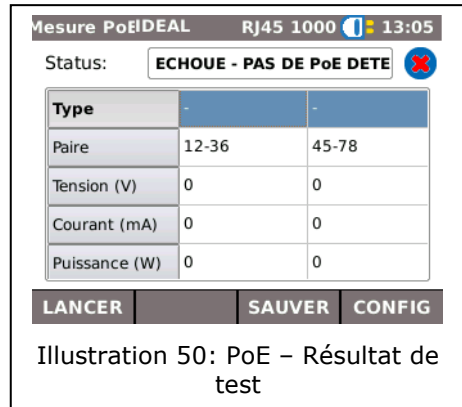 Mesure PoE IDEAL RJ45 1000 13:05
Status: ECHOUE - PAS DE PoE DETE
Type - -
Paire 12-36 45-78
Tension (V) 0 0
Courant (mA) 0 0
Puissance (W) 0 0
LANCER SAUVER CONFIG
Illustration 50: PoE – Résultat de
test